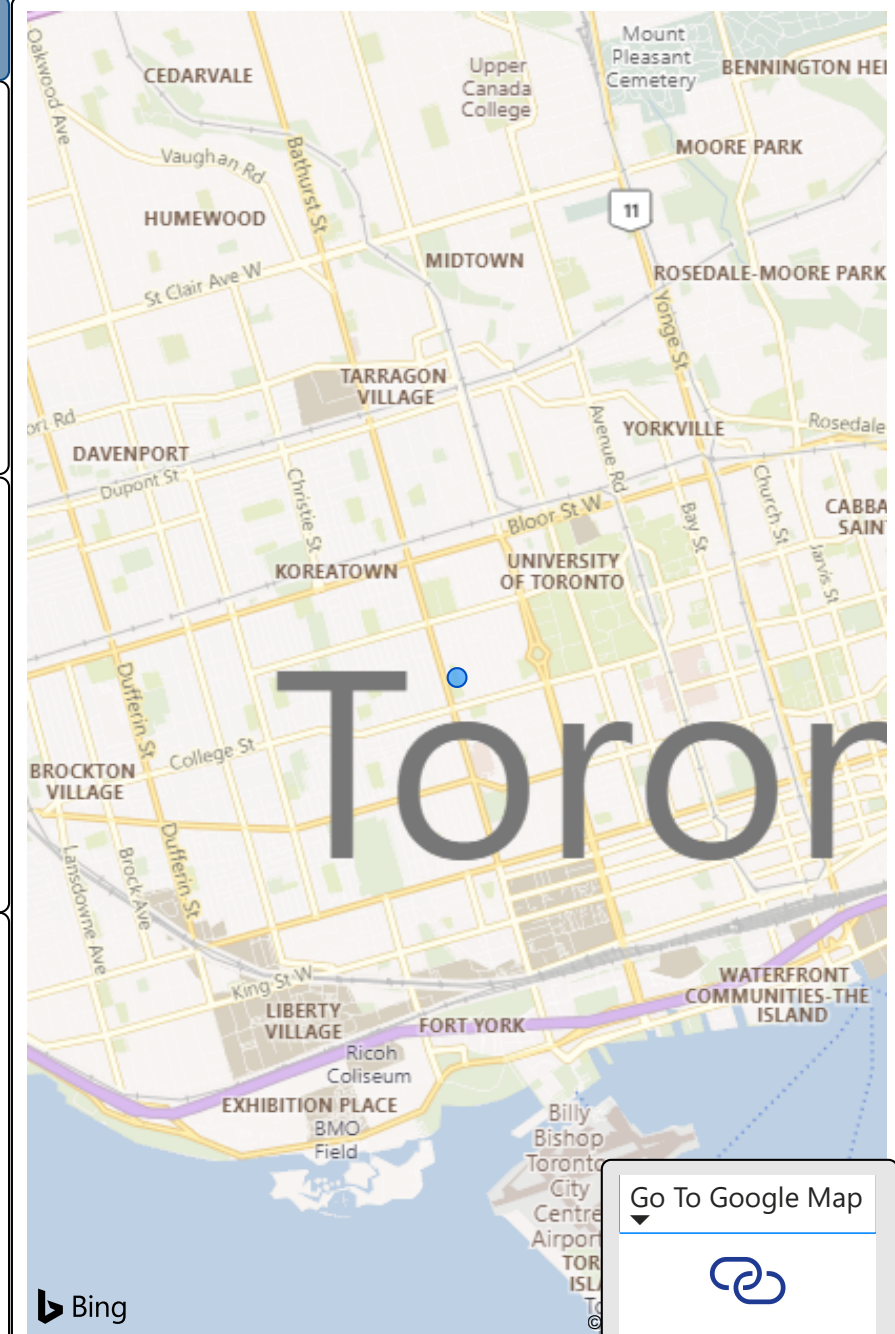 Oakwood Ave
CEDARVALE
Upper
Canada
College
Mount
Pleasant
Cemetery
BENNINGTON HEI
MOORE PARK
Vaughan Rd
Bathurst St
HUMEWOOD
11
MIDTOWN
ROSEDALE-MOORE PARK
St Clair Ave W
Yonge St
TARRAGON
VILLAGE
ort Rd
DAVENPORT
Dupont St
Christie St
Avenue Rd
YORKVILLE
Rosedale
Bloor St W
Bay St
Church St
CABBA
SAIN
Jarvis St
KOREATOWN
UNIVERSITY
OF TORONTO
Dufferin St
Toron
College St
BROCKTON
VILLAGE
Lansdowne Ave
Brock Ave
Dufferin St
King St W
LIBERTY
VILLAGE
FORT YORK
WATERFRONT
COMMUNITIES-THE
ISLAND
Ricoh
Coliseum
EXHIBITION PLACE
BMO
Field
Billy
Bishop
Toronto
City
Centre
Airport
TOR
ISLA
To
©
Go To Google Map
Bing